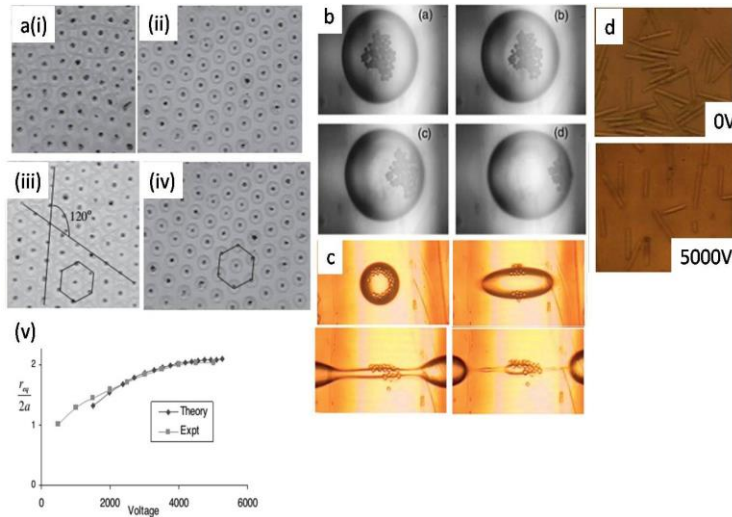 a(i)
(ii)
(iii)
120°
(iv)
(v)
2
1
0
r_eq
2a
Theory
Expt
0
2000
4000
6000
Voltage
b
(a)
(b)
(c)
(d)
c
d
0V
5000V